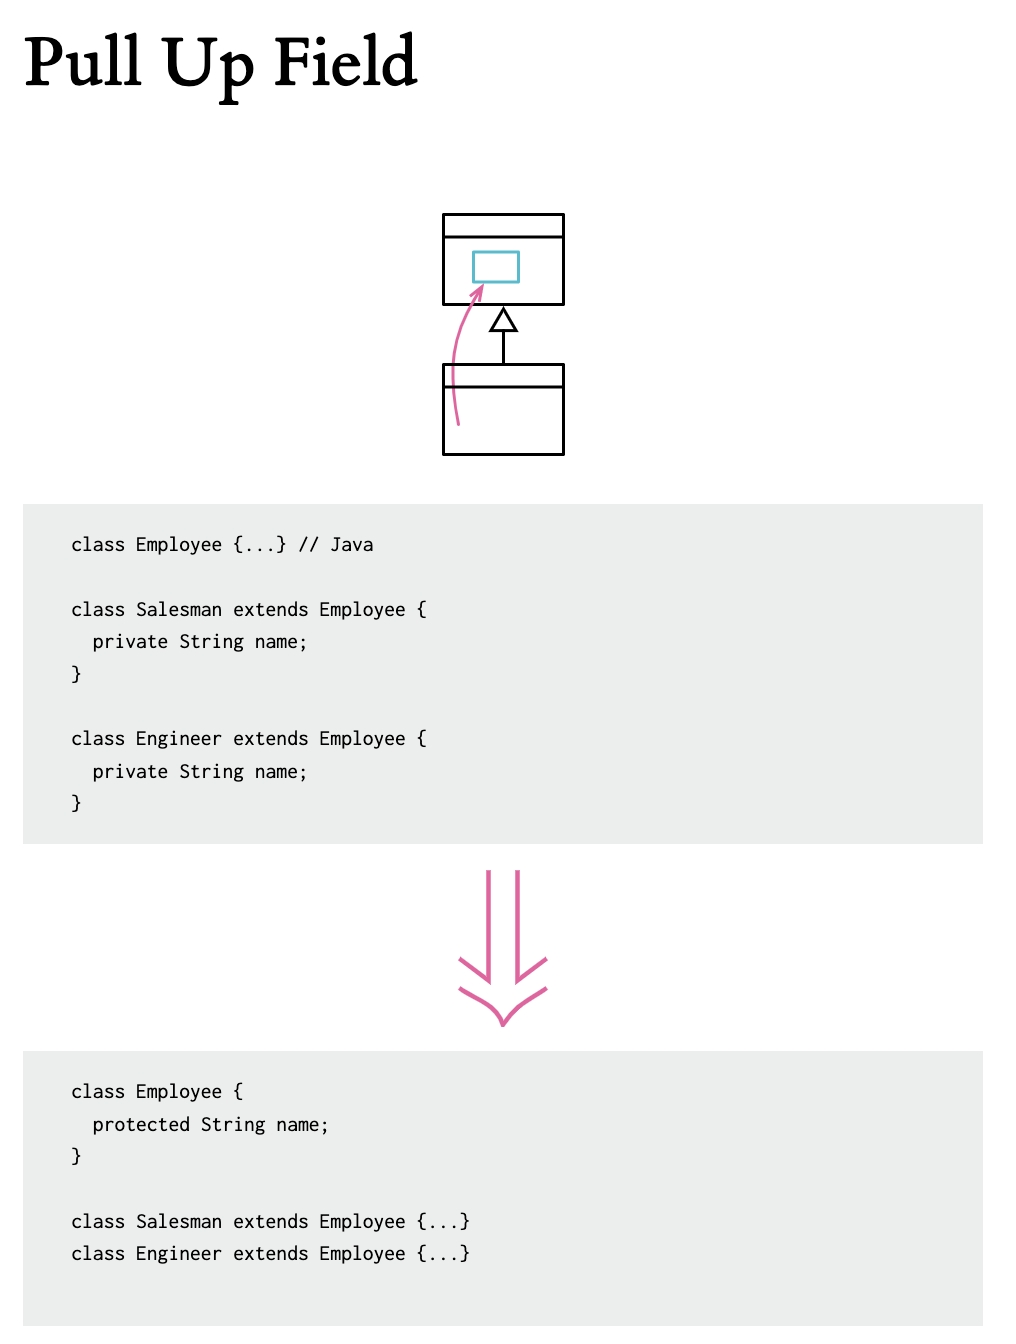 Pull Up Field
class Employee {...} // Java
class Salesman extends Employee {
  private String name;
}
class Engineer extends Employee {
  private String name;
}
class Employee {
  protected String name;
}
class Salesman extends Employee {...}
class Engineer extends Employee {...}